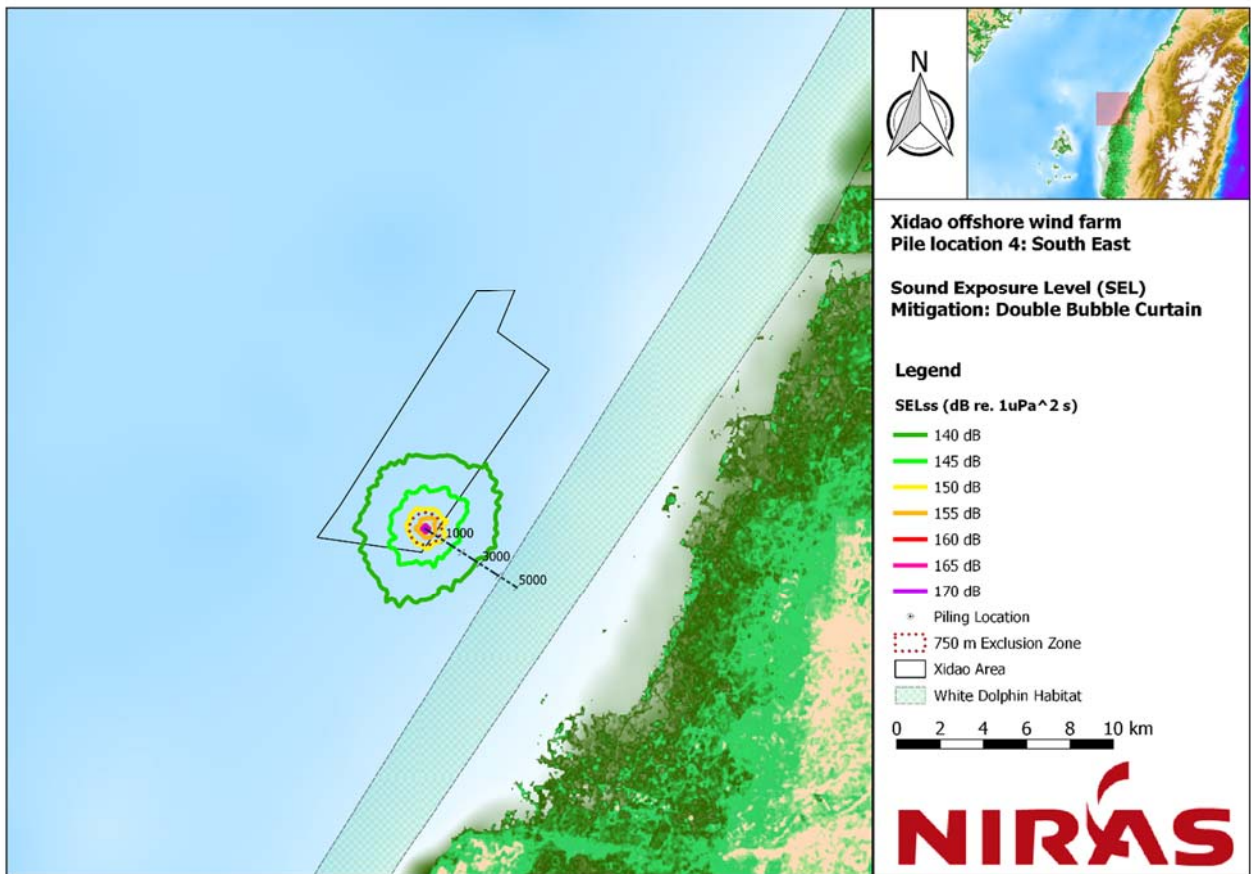 1000
3000
5000
N
Xidao offshore wind farm
Pile location 4: South East
Sound Exposure Level (SEL)
Mitigation: Double Bubble Curtain
Legend
SELss (dB re. 1uPa^2 s)
140 dB
145 dB
150 dB
155 dB
160 dB
165 dB
170 dB
Piling Location
750 m Exclusion Zone
Xidao Area
White Dolphin Habitat
0 2 4 6 8 10 km
NIRAS